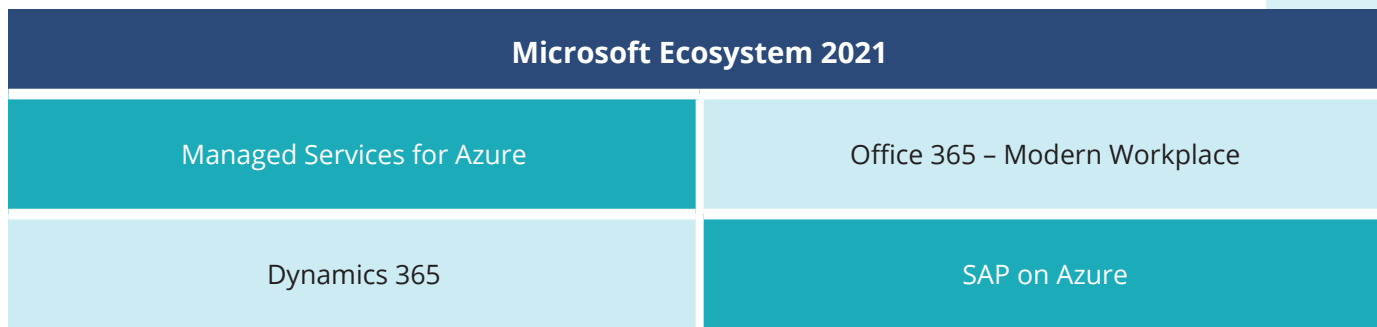 Microsoft Ecosystem 2021
Managed Services for Azure
Office 365 – Modern Workplace
Dynamics 365
SAP on Azure